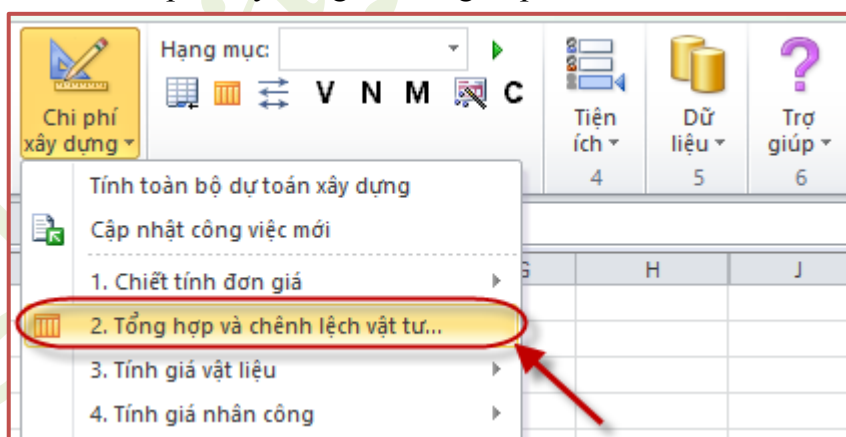 Hạng mục:
V N M C
Chi phí
xây dựng
Tiện
ích
4
Dữ
liệu
5
Trợ
giúp
6
Tính toàn bộ dự toán xây dựng
Cập nhật công việc mới
1. Chiết tính đơn giá
2. Tổng hợp và chênh lệch vật tư...
3. Tính giá vật liệu
4. Tính giá nhân công
H J